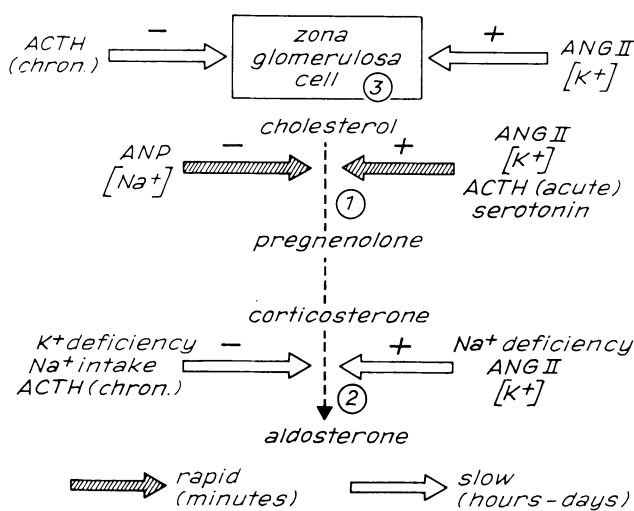 ACTH
(chron.)
−
zona
glomerulosa
cell
③
+
ANG II
[K+]
cholesterol
ANP
[Na+]
−
+
ANG II
[K+]
ACTH (acute)
serotonin
①
pregnenolone
corticosterone
K+ deficiency
Na+ intake
ACTH (chron.)
−
+
Na+ deficiency
ANG II
[K+]
②
aldosterone
rapid
(minutes)
slow
(hours-days)